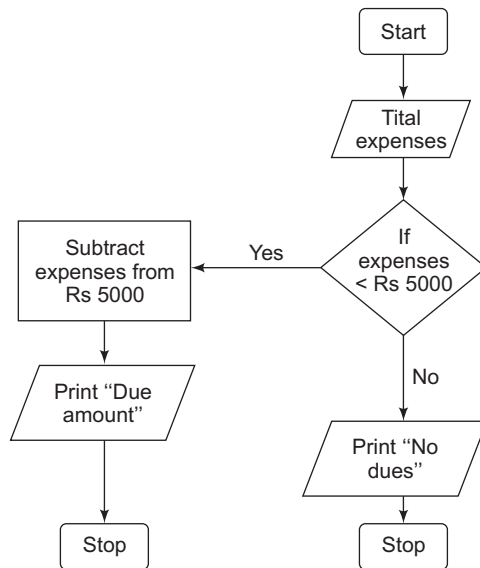 Start
Tital
expenses
If
expenses
< Rs 5000
Yes
Subtract
expenses from
Rs 5000
No
Print “Due
amount”
Print “No
dues”
Stop
Stop